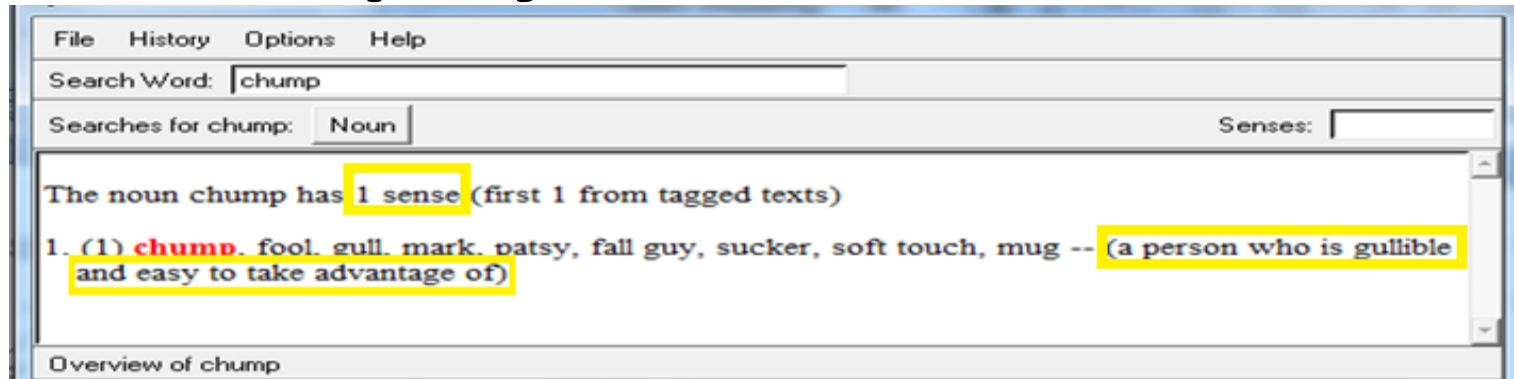 File History Options Help
Search Word: chump
Searches for chump: Noun Senses:
The noun chump has 1 sense (first 1 from tagged texts)
1. (1) chump, fool, gull, mark, patsy, fall guy, sucker, soft touch, mug -- (a person who is gullible
and easy to take advantage of)
Overview of chump